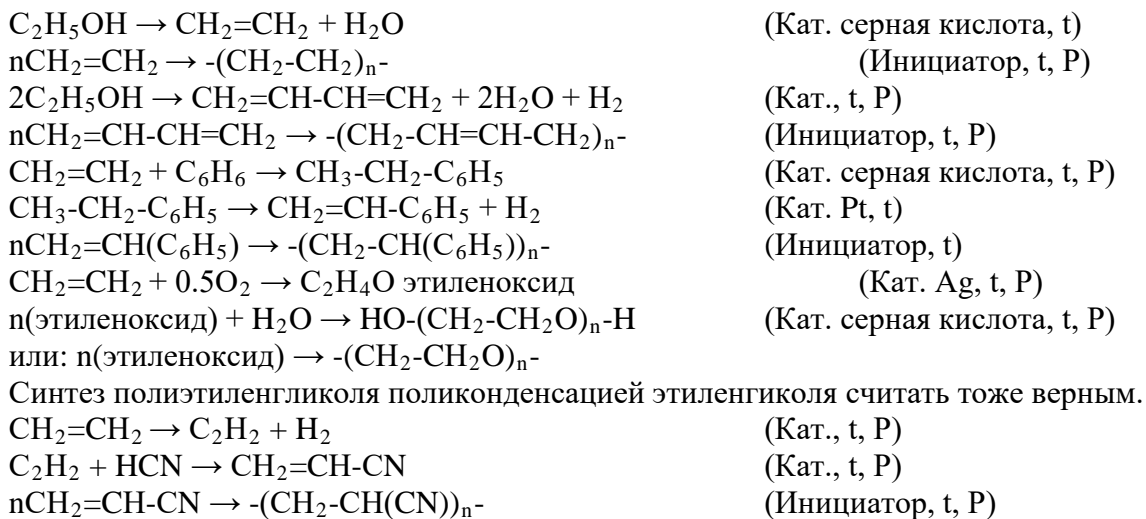 C₂H₅OH → CH₂=CH₂ + H₂O (Кат. серная кислота, t)
nCH₂=CH₂ → -(CH₂-CH₂)ₙ- (Инициатор, t, P)
2C₂H₅OH → CH₂=CH-CH=CH₂ + 2H₂O + H₂ (Кат., t, P)
nCH₂=CH-CH=CH₂ → -(CH₂-CH=CH-CH₂)ₙ- (Инициатор, t, P)
CH₂=CH₂ + C₆H₆ → CH₃-CH₂-C₆H₅ (Кат. серная кислота, t, P)
CH₃-CH₂-C₆H₅ → CH₂=CH-C₆H₅ + H₂ (Кат. Pt, t)
nCH₂=CH(C₆H₅) → -(CH₂-CH(C₆H₅))ₙ- (Инициатор, t)
CH₂=CH₂ + 0.5O₂ → C₂H₄O этиленоксид (Кат. Ag, t, P)
n(этиленоксид) + H₂O → HO-(CH₂-CH₂O)ₙ-H (Кат. серная кислота, t, P)
или: n(этиленоксид) → -(CH₂-CH₂O)ₙ-
Синтез полиэтиленгликоля поликонденсацией этиленгиколя считать тоже верным.
CH₂=CH₂ → C₂H₂ + H₂ (Кат., t, P)
C₂H₂ + HCN → CH₂=CH-CN (Кат., t, P)
nCH₂=CH-CN → -(CH₂-CH(CN))ₙ- (Инициатор, t, P)